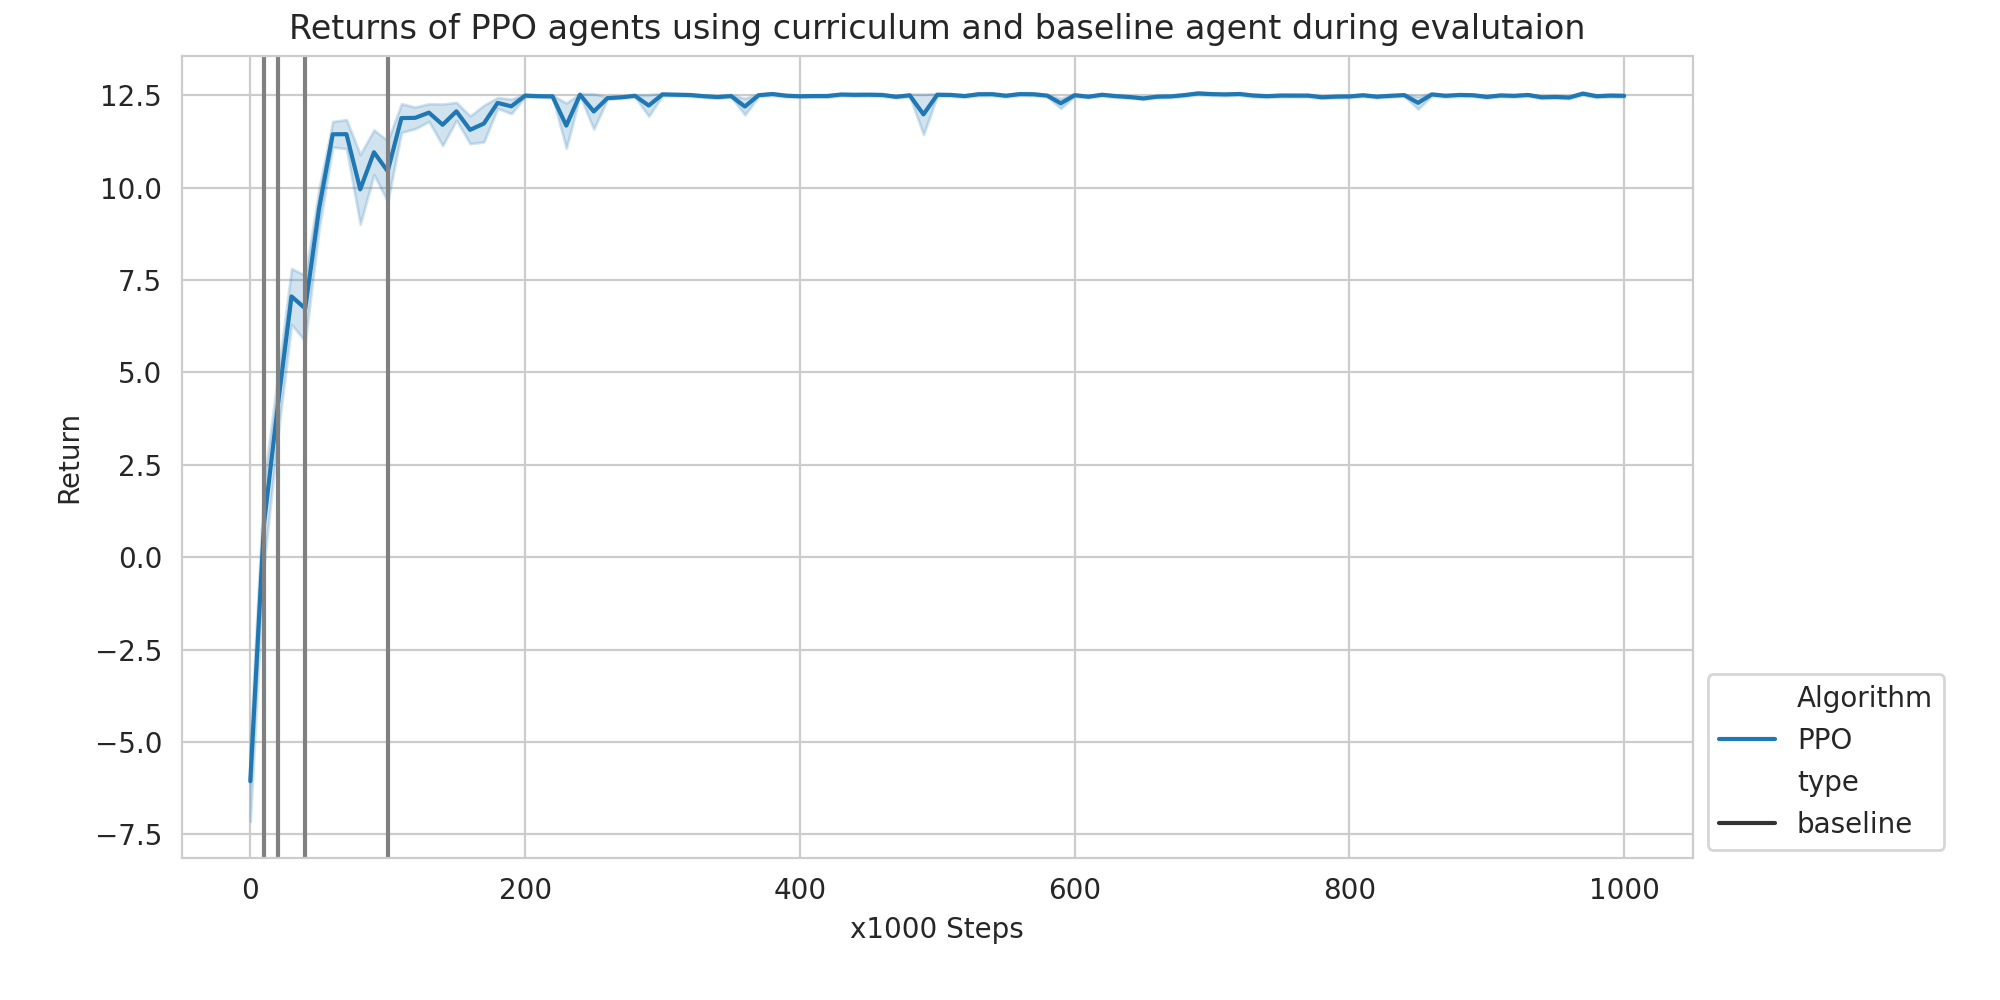 Returns of PPO agents using curriculum and baseline agent during evalutaion
12.5
10.0
7.5
5.0
2.5
0.0
−2.5
−5.0
−7.5
Return
0 200 400 600 800 1000
x1000 Steps
Algorithm
PPO
type
baseline